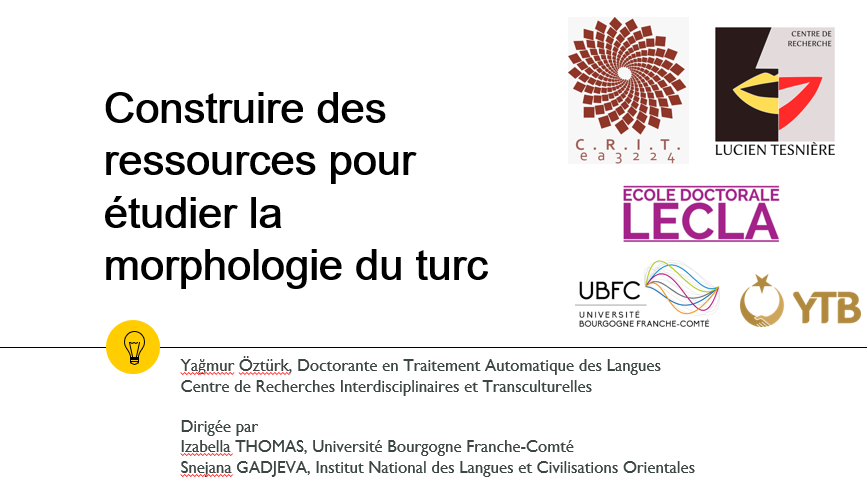 Construire des
ressources pour
étudier la
morphologie du turc
C.R.I.T.
ea3224
CENTRE DE
RECHERCHE
LUCIEN TESNIÈRE
ECOLE DOCTORALE
LECLA
UBFC
UNIVERSITÉ
BOURGOGNE FRANCHE-COMTÉ
YTB
Yağmur Öztürk, Doctorante en Traitement Automatique des Langues
Centre de Recherches Interdisciplinaires et Transculturelles
Dirigée par
Izabella THOMAS, Université Bourgogne Franche-Comté
Snejana GADJEVA, Institut National des Langues et Civilisations Orientales